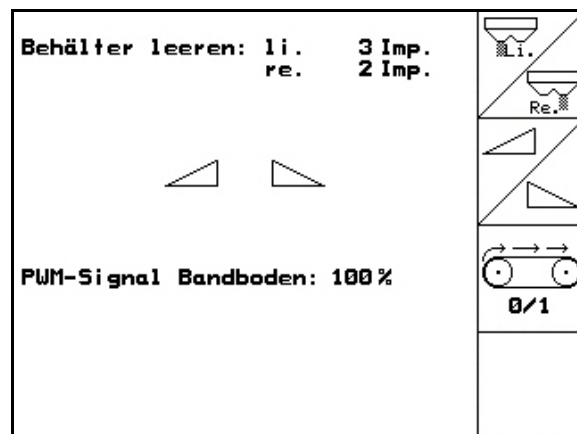 Behälter leeren: li. 3 Imp.
re. 2 Imp.
PWM-Signal Bandboden: 100 %
Li.
Re.
0/1